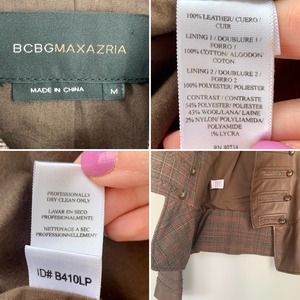 BCBGMAXAZRIA
MADE IN CHINA
M
100% LEATHER/ CUERO /
CUIR
LINING 1 / DOUBLURE 1 /
FORRO 1
100% COTTON/ ALGODON/
COTON
LINING 2 / DOUBLURE 2 /
FORRO 2
100% POLYESTER/ POLIESTER
CONTRAST / CONTRASTE
54% POLYESTER/ POLIESTER
43% WOOL/LANA/ LAINE
2% NYLON/ POLYAMIDE/
POLIAMIDA
1% LYCRA
RN 80714
PROFESSIONALLY
DRY CLEAN ONLY
LAVAR EN SECO
PROFESIONALMENTE
NETTOYAGE A SEC
ID# B410LP